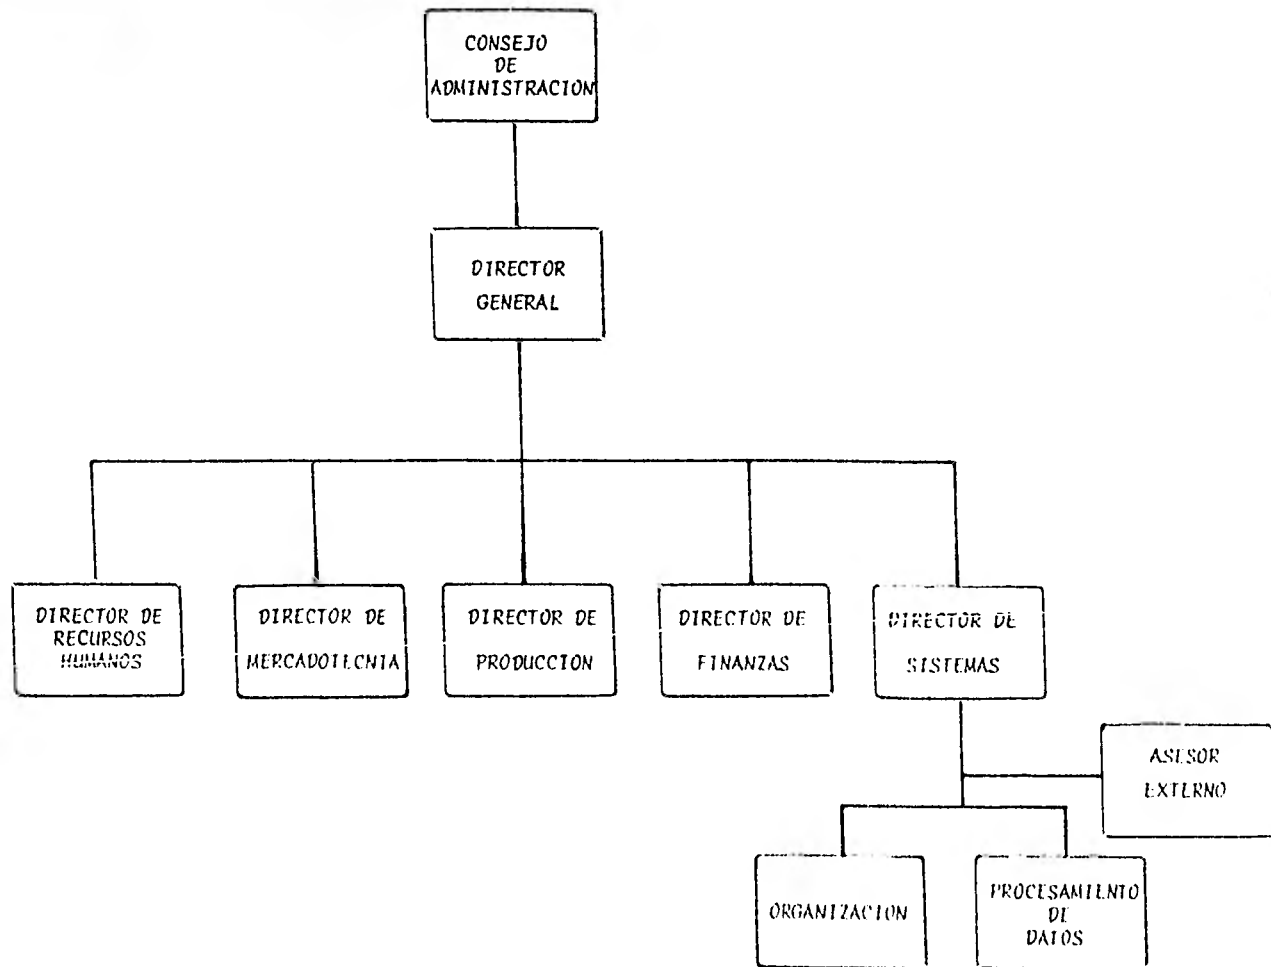 CONSEJO
DE
ADMINISTRACION
DIRECTOR
GENERAL
DIRECTOR DE
RECURSOS
HUMANOS
DIRECTOR DE
MERCADOTECNIA
DIRECTOR DE
PRODUCCION
DIRECTOR DE
FINANZAS
DIRECTOR DE
SISTEMAS
ASESOR
EXTERNO
ORGANIZACION
PROCESAMIENTO
DE
DATOS